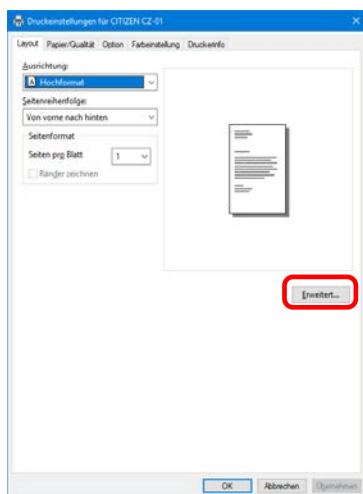 Druckeinstellungen für CITIZEN CZ-01
Layout Papier/Qualität Option Farbeinstellung Druckerinfo
Ausrichtung:
A Hochformat
Seitenreihenfolge:
Von vorne nach hinten
Seitenformat
Seiten pro Blatt 1
Ränder zeichnen
Erweitert...
OK Abbrechen Übernehmen